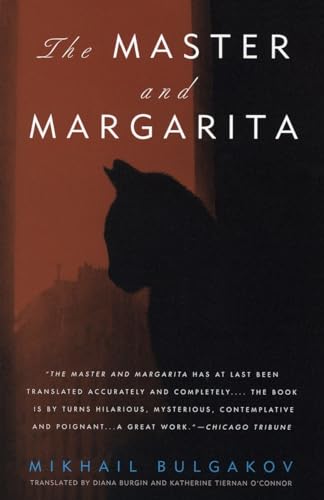 The MASTER
and
MARGARITA
"THE MASTER AND MARGARITA HAS AT LAST BEEN
TRANSLATED ACCURATELY AND COMPLETELY.... THE BOOK
IS BY TURNS HILARIOUS, MYSTERIOUS, CONTEMPLATIVE
AND POIGNANT...A GREAT WORK."—CHICAGO TRIBUNE
MIKHAIL BULGAKOV
TRANSLATED BY DIANA BURGIN AND KATHERINE TIERNAN O'CONNOR